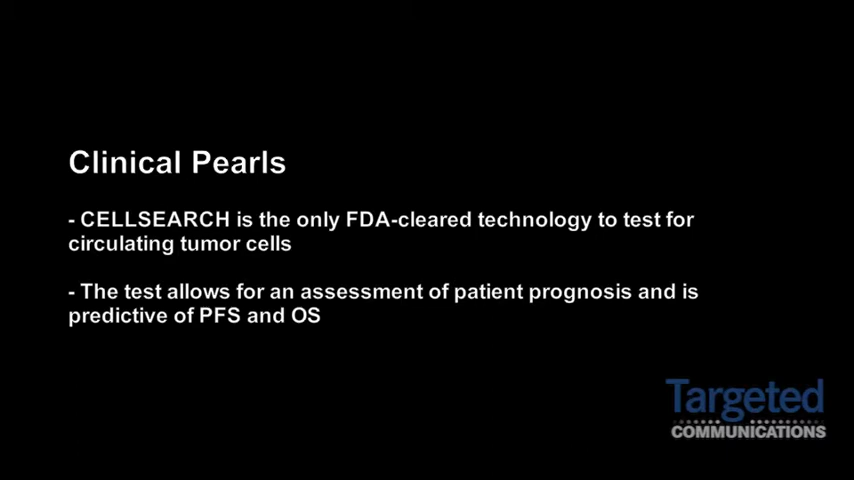 Clinical Pearls
- CELLSEARCH is the only FDA-cleared technology to test for
circulating tumor cells
- The test allows for an assessment of patient prognosis and is
predictive of PFS and OS
Targeted
COMMUNICATIONS